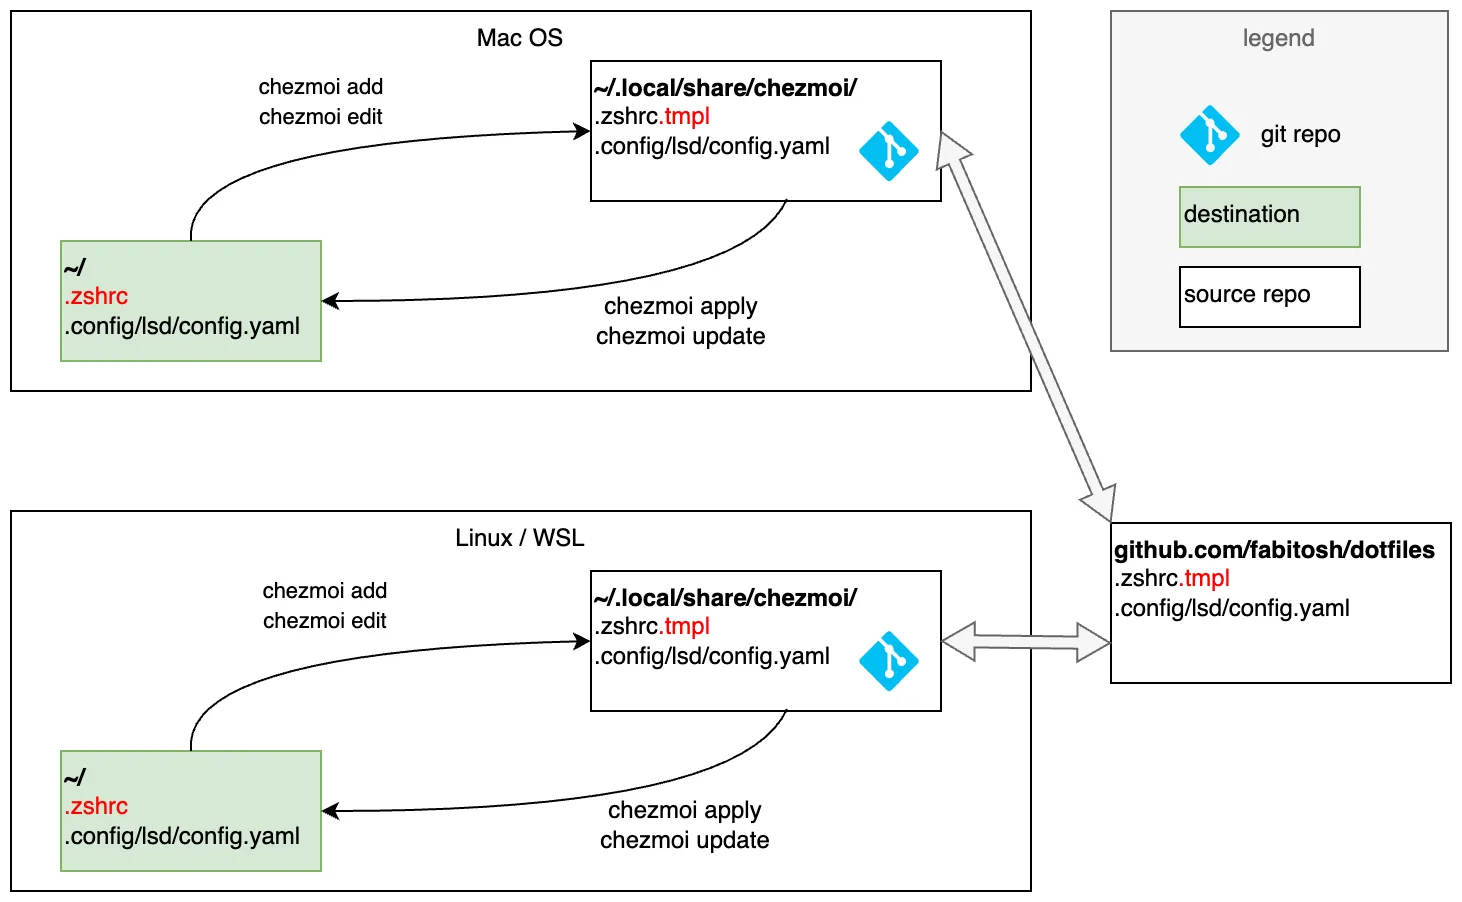 Mac OS
chezmoi add
chezmoi edit
~/.local/share/chezmoi/
.zshrc.tmpl
.config/lsd/config.yaml
~/
.zshrc
.config/lsd/config.yaml
chezmoi apply
chezmoi update
legend
git repo
destination
source repo
Linux / WSL
chezmoi add
chezmoi edit
~/.local/share/chezmoi/
.zshrc.tmpl
.config/lsd/config.yaml
~/
.zshrc
.config/lsd/config.yaml
chezmoi apply
chezmoi update
github.com/fabitosh/dotfiles
.zshrc.tmpl
.config/lsd/config.yaml